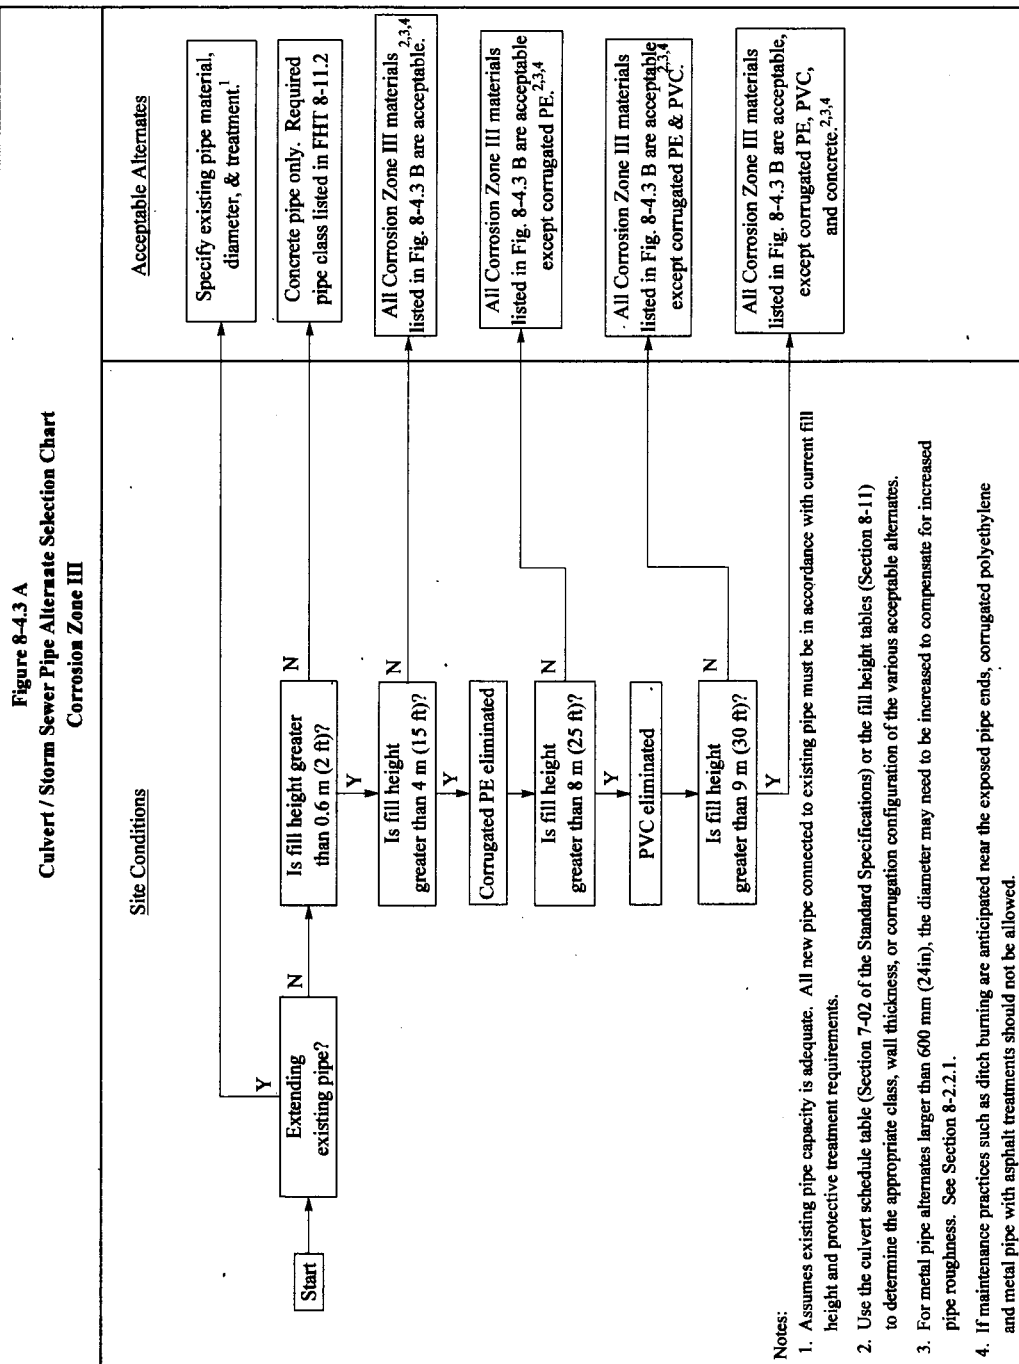 Figure 8-4.3 A
Culvert / Storm Sewer Pipe Alternate Selection Chart
Corrosion Zone III
Site Conditions
Acceptable Alternates
Start
Extending
existing pipe?
Y
N
Specify existing pipe material,
diameter, & treatment.1
Is fill height greater
than 0.6 m (2 ft)?
N
Y
Concrete pipe only. Required
pipe class listed in FHT 8-11.2
Is fill height
greater than 4 m (15 ft)?
N
Y
All Corrosion Zone III materials
listed in Fig. 8-4.3 B are acceptable.2,3,4
Corrugated PE eliminated
Is fill height
greater than 8 m (25 ft)?
N
Y
All Corrosion Zone III materials
listed in Fig. 8-4.3 B are acceptable
except corrugated PE.2,3,4
PVC eliminated
Is fill height
greater than 9 m (30 ft)?
N
Y
All Corrosion Zone III materials
listed in Fig. 8-4.3 B are acceptable
except corrugated PE & PVC.2,3,4
All Corrosion Zone III materials
listed in Fig. 8-4.3 B are acceptable,
except corrugated PE, PVC,
and concrete.2,3,4
Notes:
1. Assumes existing pipe capacity is adequate. All new pipe connected to existing pipe must be in accordance with current fill
height and protective treatment requirements.
2. Use the culvert schedule table (Section 7-02 of the Standard Specifications) or the fill height tables (Section 8-11)
to determine the appropriate class, wall thickness, or corrugation configuration of the various acceptable alternates.
3. For metal pipe alternates larger than 600 mm (24in), the diameter may need to be increased to compensate for increased
pipe roughness. See Section 8-2.2.1.
4. If maintenance practices such as ditch burning are anticipated near the exposed pipe ends, corrugated polyethylene
and metal pipe with asphalt treatments should not be allowed.